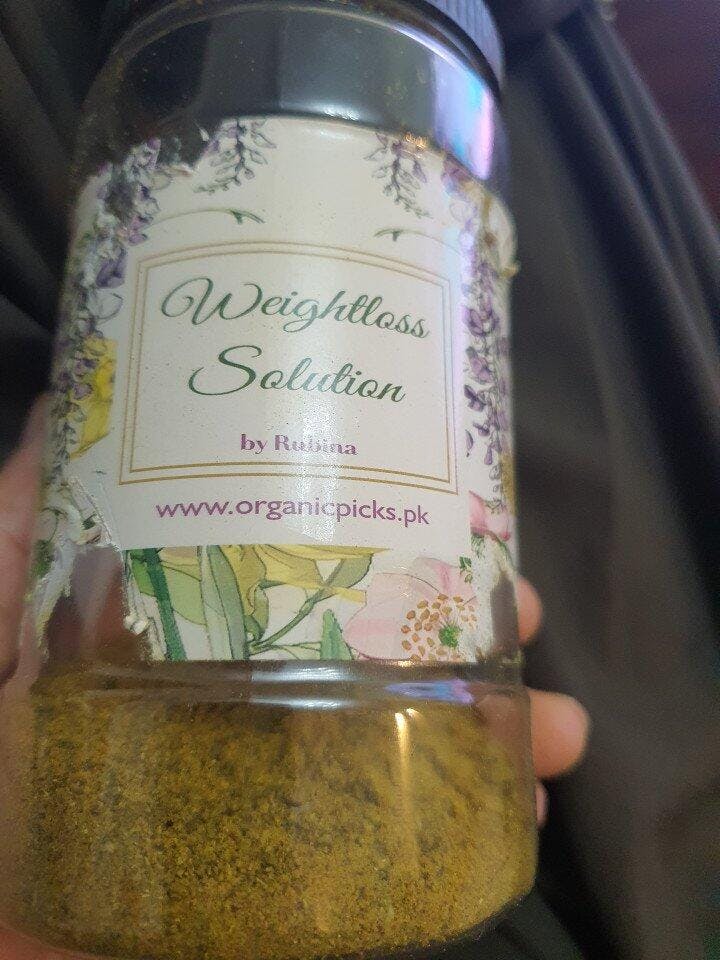 Weightloss
Solution
by Rubina
www.organicpicks.pk